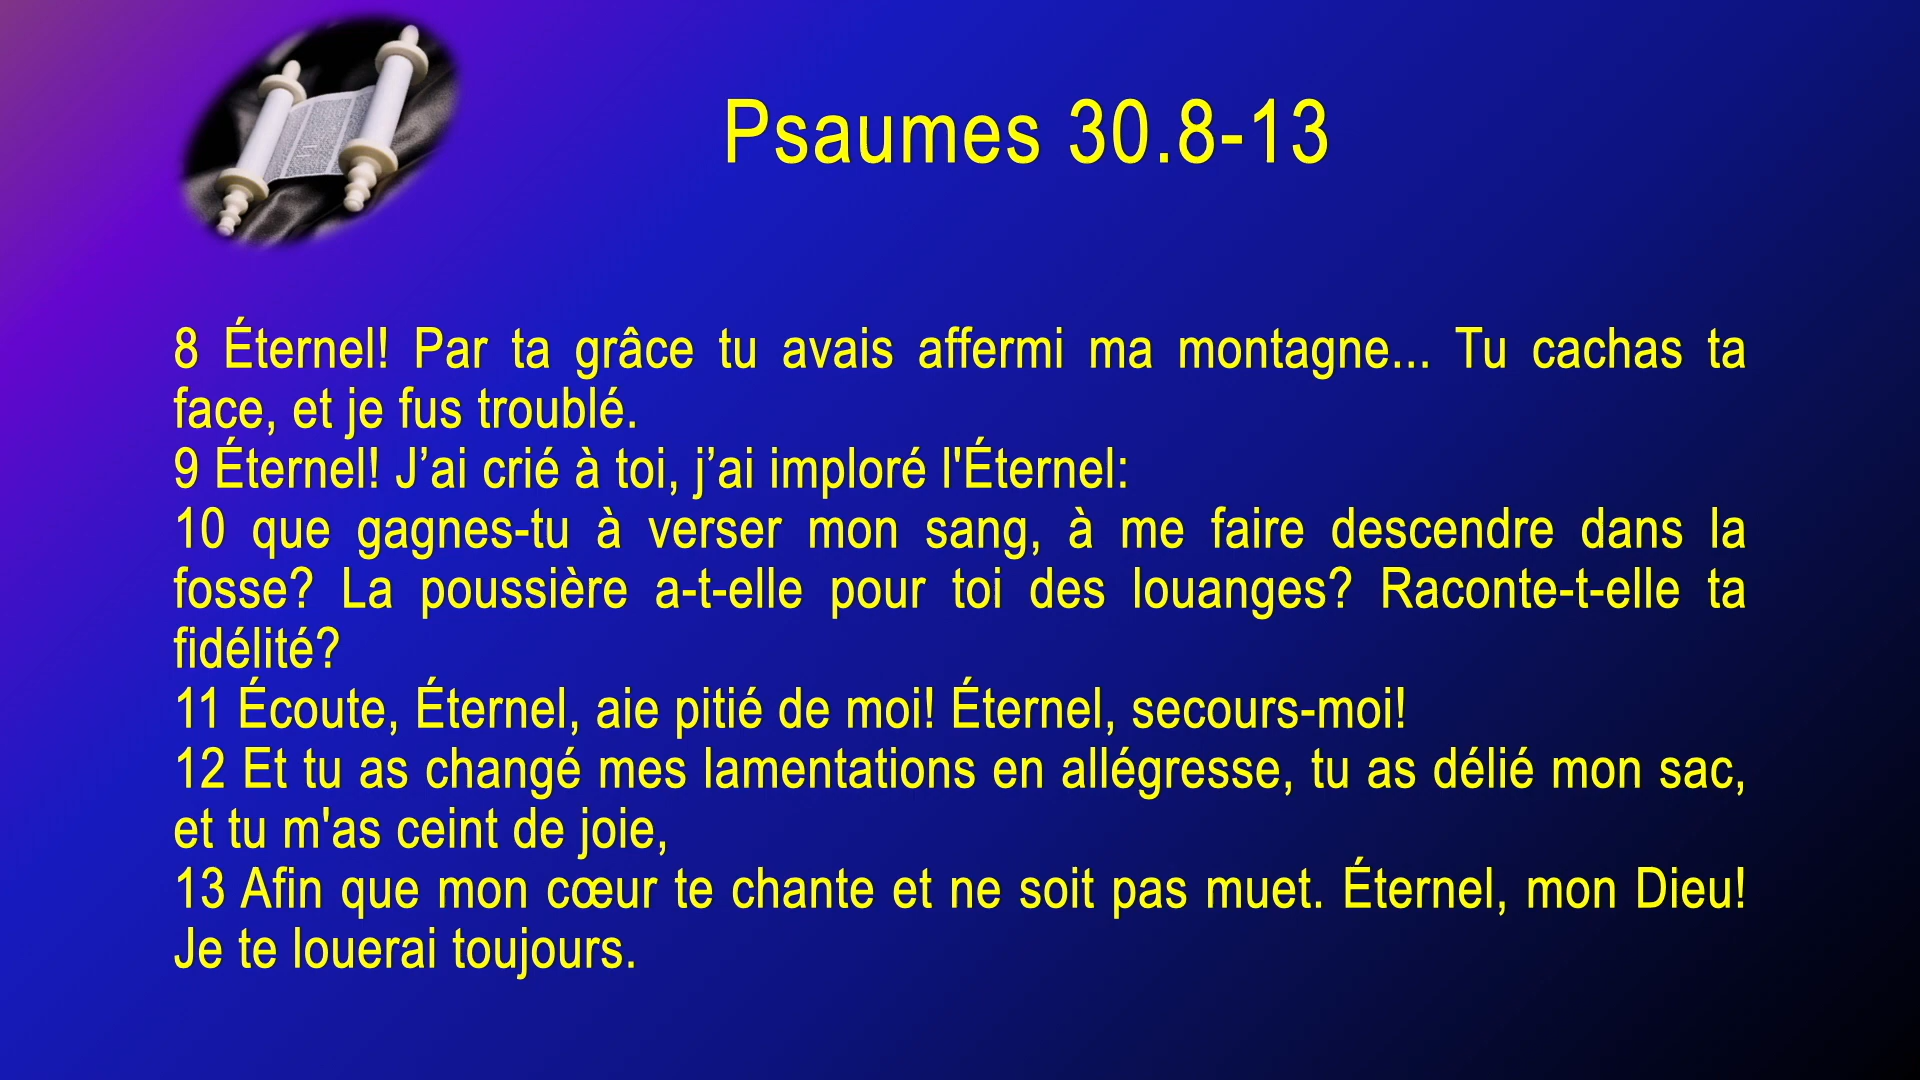 Psaumes 30.8-13
8 Éternel! Par ta grâce tu avais affermi ma montagne... Tu cachas ta
face, et je fus troublé.
9 Éternel! J’ai crié à toi, j’ai imploré l'Éternel:
10 que gagnes-tu à verser mon sang, à me faire descendre dans la
fosse? La poussière a-t-elle pour toi des louanges? Raconte-t-elle ta
fidélité?
11 Écoute, Éternel, aie pitié de moi! Éternel, secours-moi!
12 Et tu as changé mes lamentations en allégresse, tu as délié mon sac,
et tu m'as ceint de joie,
13 Afin que mon cœur te chante et ne soit pas muet. Éternel, mon Dieu!
Je te louerai toujours.